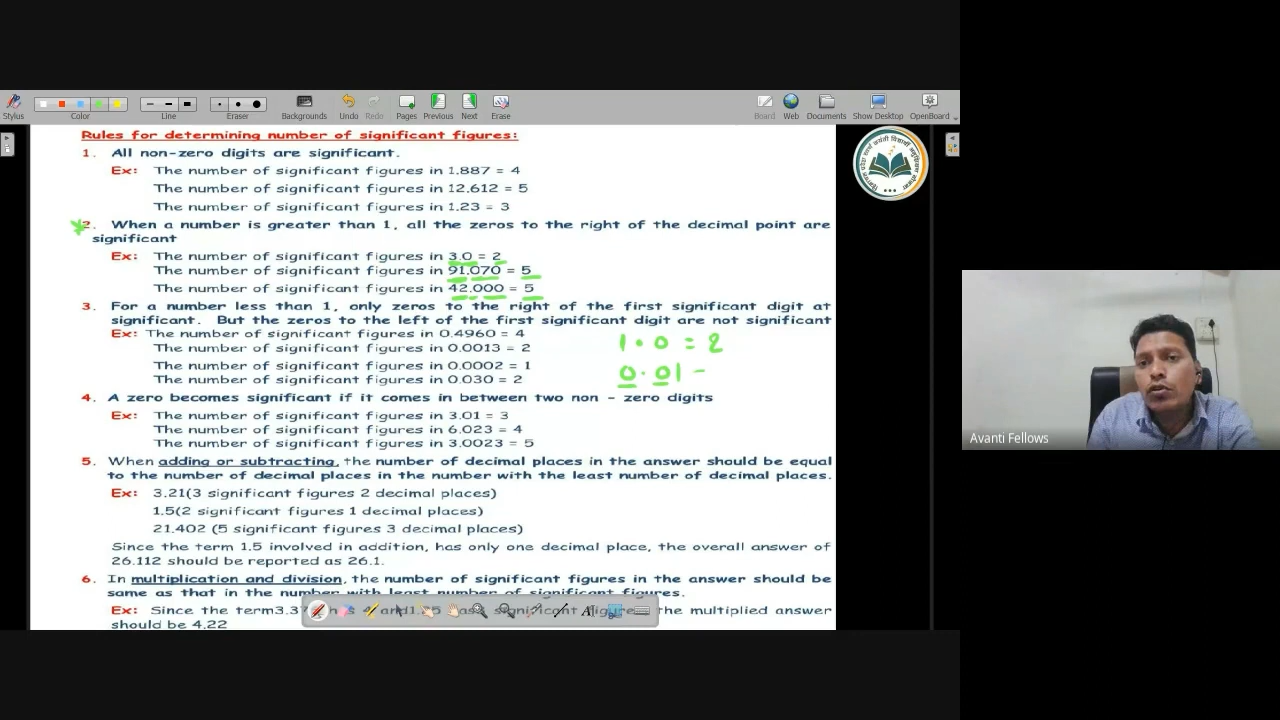 Stylus
Color
Line
Eraser
Backgrounds
Undo
Redo
Pages
Previous
Next
Erase
Board
Web
Documents
Show Desktop
OpenBoard
Rules for determining number of significant figures:
1. All non-zero digits are significant.
Ex: The number of significant figures in 1.887 = 4
The number of significant figures in 12.612 = 5
The number of significant figures in 1.23 = 3
2. When a number is greater than 1, all the zeros to the right of the decimal point are
significant
Ex: The number of significant figures in 3.0 = 2
The number of significant figures in 91.070 = 5
The number of significant figures in 42.000 = 5
3. For a number less than 1, only zeros to the right of the first significant digit at
significant. But the zeros to the left of the first significant digit are not significant
Ex: The number of significant figures in 0.4960 = 4
The number of significant figures in 0.0013 = 2
The number of significant figures in 0.0002 = 1
The number of significant figures in 0.030 = 2
1.0 = 2
0.01 -
4. A zero becomes significant if it comes in between two non - zero digits
Ex: The number of significant figures in 3.01 = 3
The number of significant figures in 6.023 = 4
The number of significant figures in 3.0023 = 5
5. When adding or subtracting, the number of decimal places in the answer should be equal
to the number of decimal places in the number with the least number of decimal places.
Ex: 3.21(3 significant figures 2 decimal places)
1.5(2 significant figures 1 decimal places)
21.402 (5 significant figures 3 decimal places)
Since the term 1.5 involved in addition, has only one decimal place, the overall answer of
26.112 should be reported as 26.1.
6. In multiplication and division, the number of significant figures in the answer should be
same as that in the number with least number of significant figures.
Ex: Since the term3.37 significant figure the multiplied answer
should be 4.22
Avanti Fellows